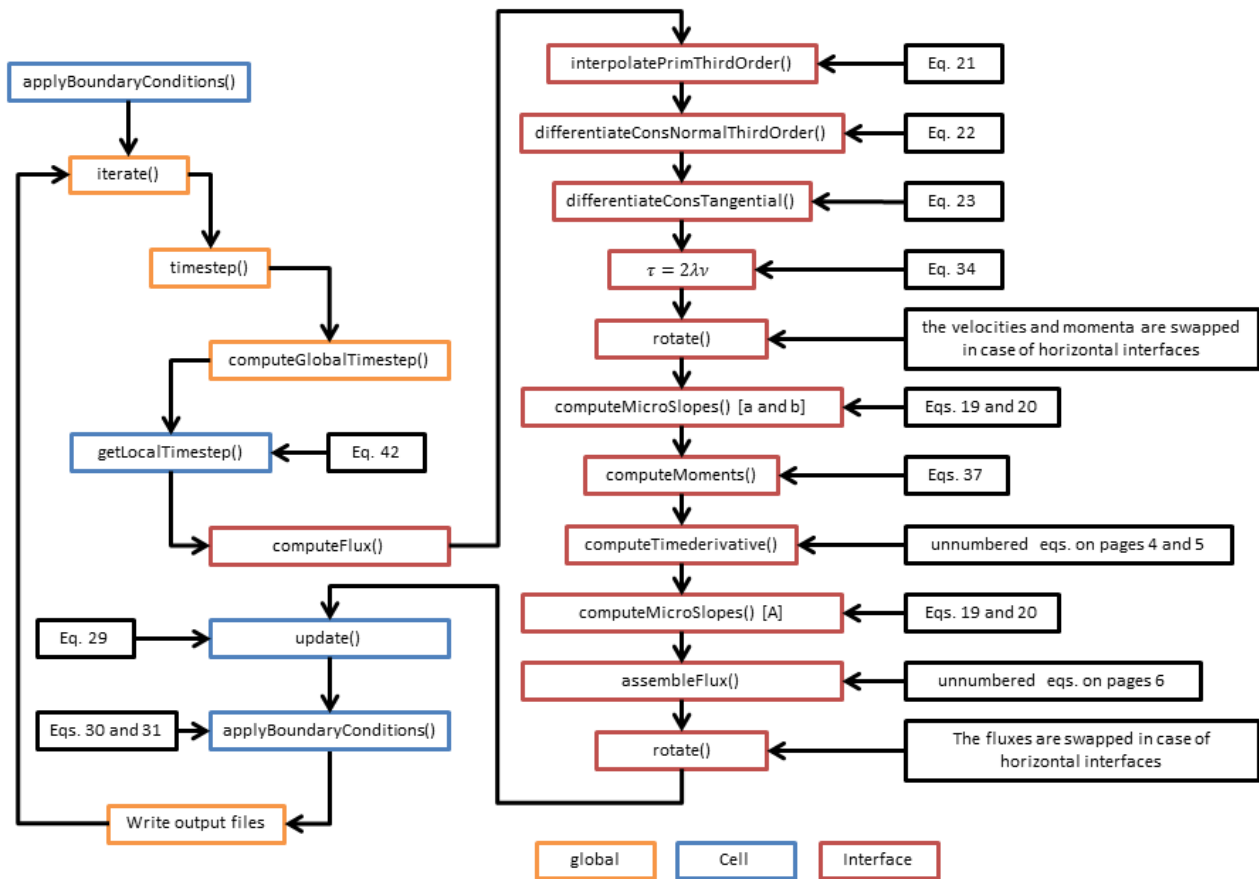 applyBoundaryConditions()
iterate()
timestep()
computeGlobalTimestep()
getLocalTimestep()
Eq. 42
computeFlux()
Eq. 29
update()
Eqs. 30 and 31
applyBoundaryConditions()
Write output files
interpolatePrimThirdOrder()
Eq. 21
differentiateConsNormalThirdOrder()
Eq. 22
differentiateConsTangential()
Eq. 23
τ = 2λν
Eq. 34
rotate()
the velocities and momenta are swapped
in case of horizontal interfaces
computeMicroSlopes() [a and b]
Eqs. 19 and 20
computeMoments()
Eqs. 37
computeTimederivative()
unnumbered eqs. on pages 4 and 5
computeMicroSlopes() [A]
Eqs. 19 and 20
assembleFlux()
unnumbered eqs. on pages 6
rotate()
The fluxes are swapped in case of
horizontal interfaces
global
Cell
Interface